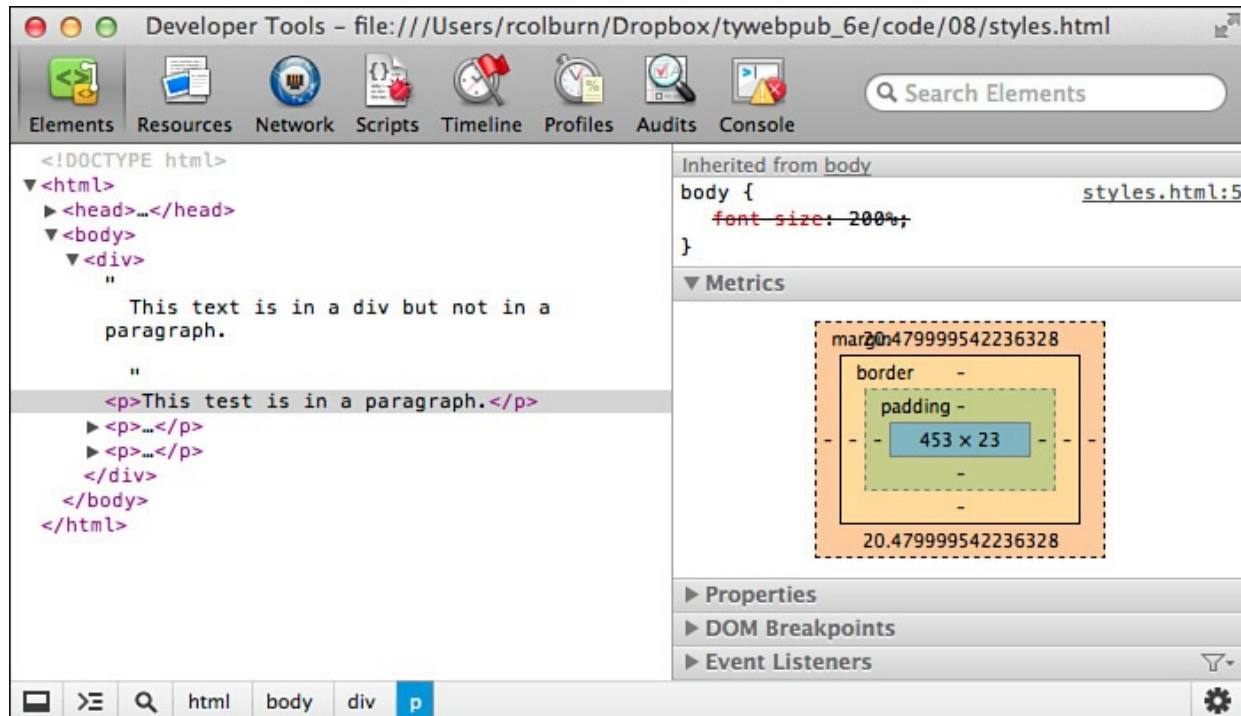 Developer Tools – file:///Users/rcolburn/Dropbox/tywebpub_6e/code/08/styles.html
Elements Resources Network Scripts Timeline Profiles Audits Console Search Elements
<!DOCTYPE html>
▼<html>
▶<head>…</head>
▼<body>
▼<div>
"
This text is in a div but not in a
paragraph.
"
<p>This test is in a paragraph.</p>
▶<p>…</p>
▶<p>…</p>
</div>
</body>
</html>
Inherited from body
body { styles.html:5
font-size: 200%;
}
▼Metrics
margin 20.479999542236328
border -
padding -
- - - 453 × 23 - - -
-
-
20.479999542236328
▶Properties
▶DOM Breakpoints
▶Event Listeners
html body div p